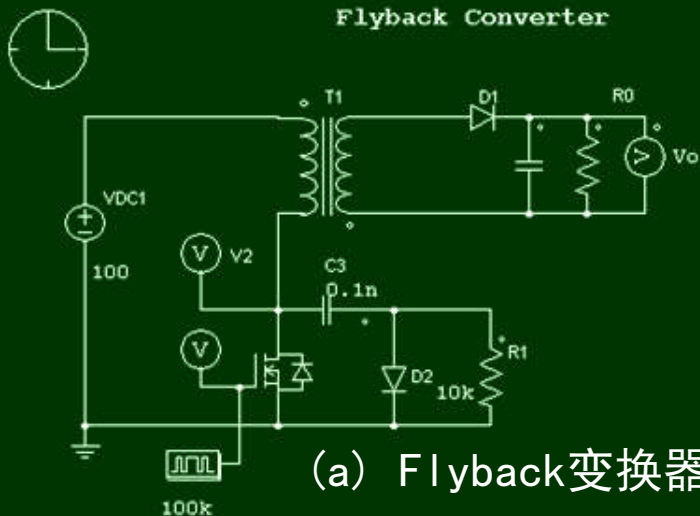 Flyback Converter
T1
D1
R0
V
Vo
VDC1
100
V
V2
C3
0.1n
V
D2
10k
R1
100k
(a) Flyback变换器